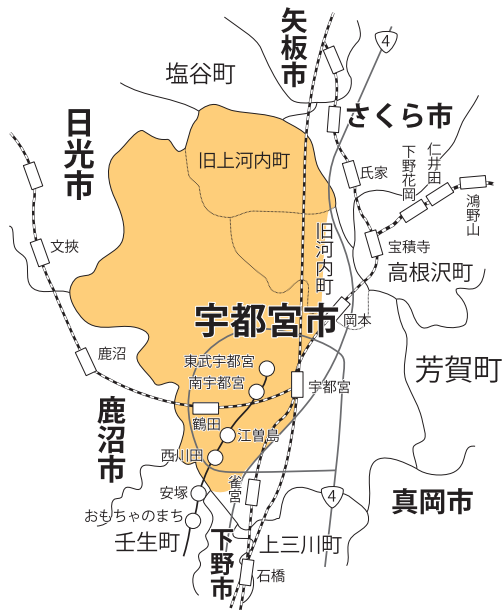 矢板市
4
塩谷町
さくら市
日光市
旧上河内町
氏家
下野花岡
仁井田
鴻野山
文挾
旧河内町
宝積寺
高根沢町
宇都宮市
岡本
鹿沼
東武宇都宮
南宇都宮
宇都宮
芳賀町
鹿沼市
鶴田
江曽島
西川田
雀宮
安塚
4
真岡市
おもちゃのまち
壬生町
下野市
上三川町
石橋